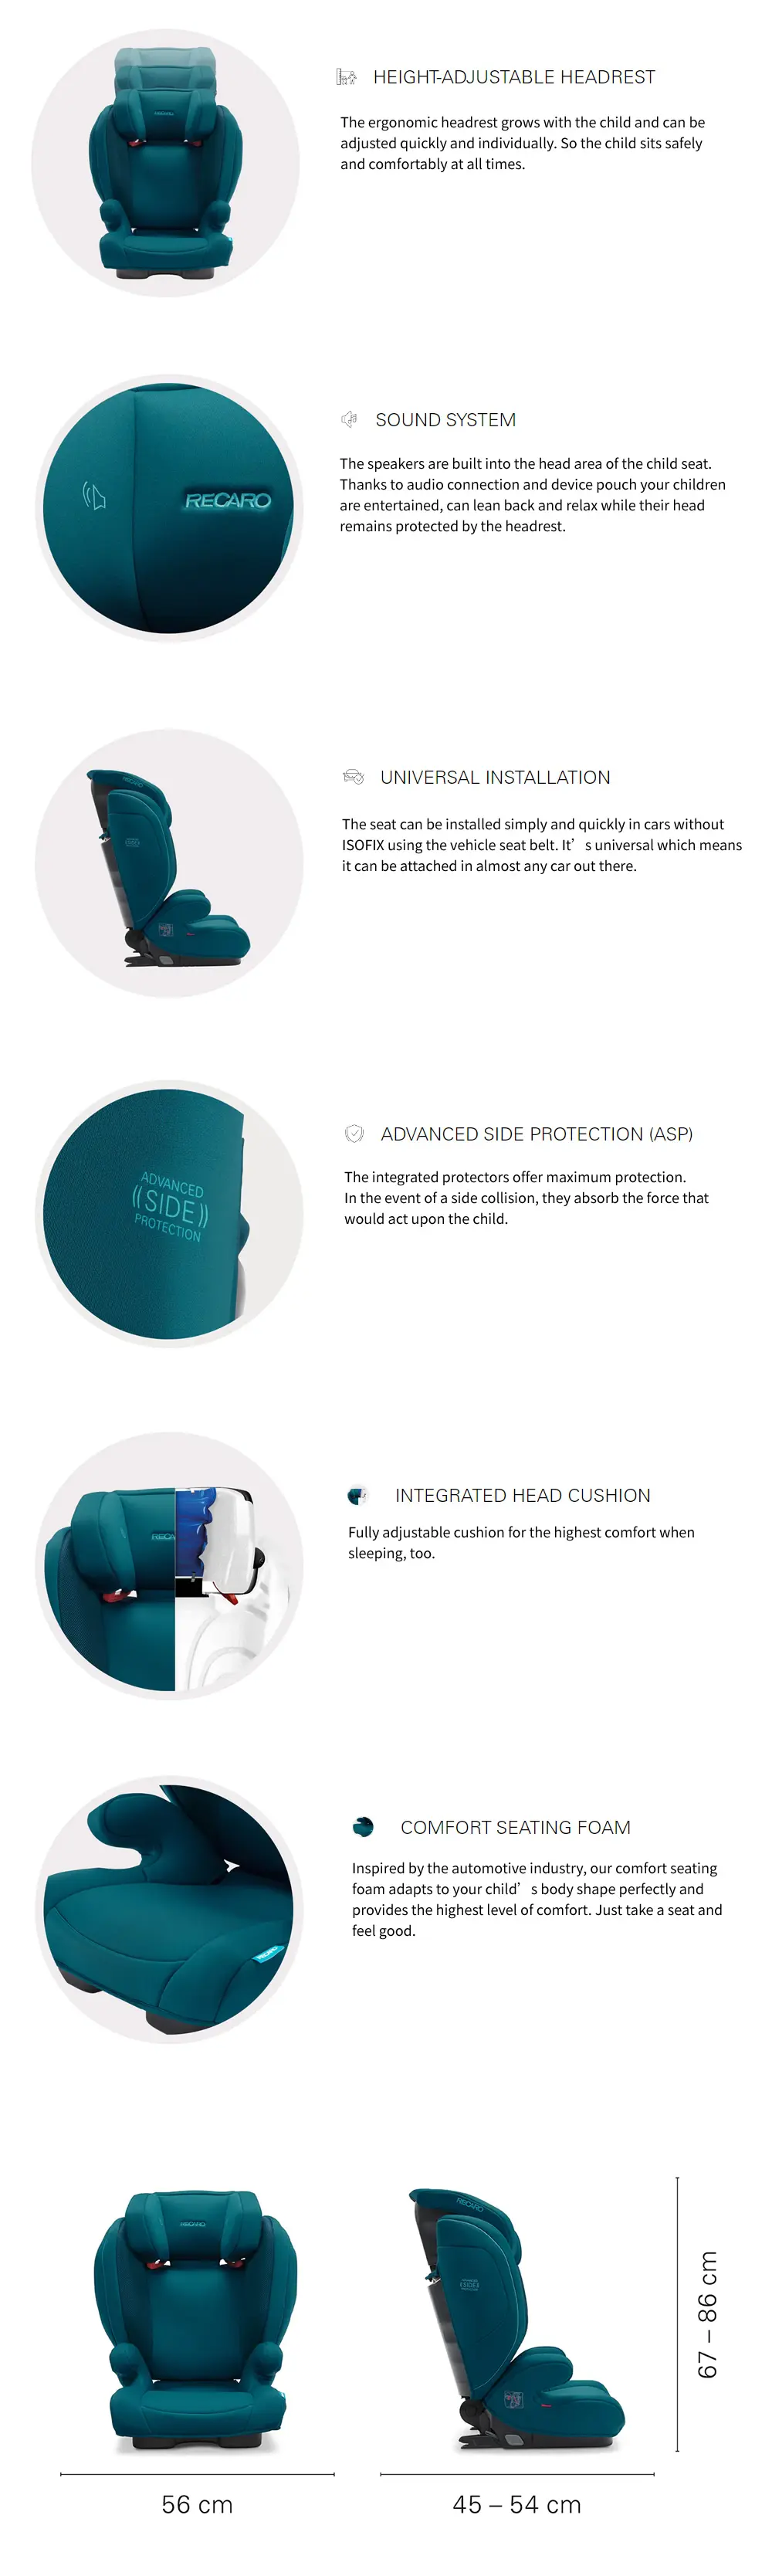 HEIGHT-ADJUSTABLE HEADREST
The ergonomic headrest grows with the child and can be
adjusted quickly and individually. So the child sits safely
and comfortably at all times.
RECARO
SOUND SYSTEM
The speakers are built into the head area of the child seat.
Thanks to audio connection and device pouch your children
are entertained, can lean back and relax while their head
remains protected by the headrest.
RECARO
UNIVERSAL INSTALLATION
The seat can be installed simply and quickly in cars without
ISOFIX using the vehicle seat belt. It’s universal which means
it can be attached in almost any car out there.
ADVANCED
((SIDE))
PROTECTION
ADVANCED SIDE PROTECTION (ASP)
The integrated protectors offer maximum protection.
In the event of a side collision, they absorb the force that
would act upon the child.
RECA
INTEGRATED HEAD CUSHION
Fully adjustable cushion for the highest comfort when
sleeping, too.
COMFORT SEATING FOAM
Inspired by the automotive industry, our comfort seating
foam adapts to your child’s body shape perfectly and
provides the highest level of comfort. Just take a seat and
feel good.
RECARO
RECARO
SIDE
67 – 86 cm
56 cm
45 – 54 cm